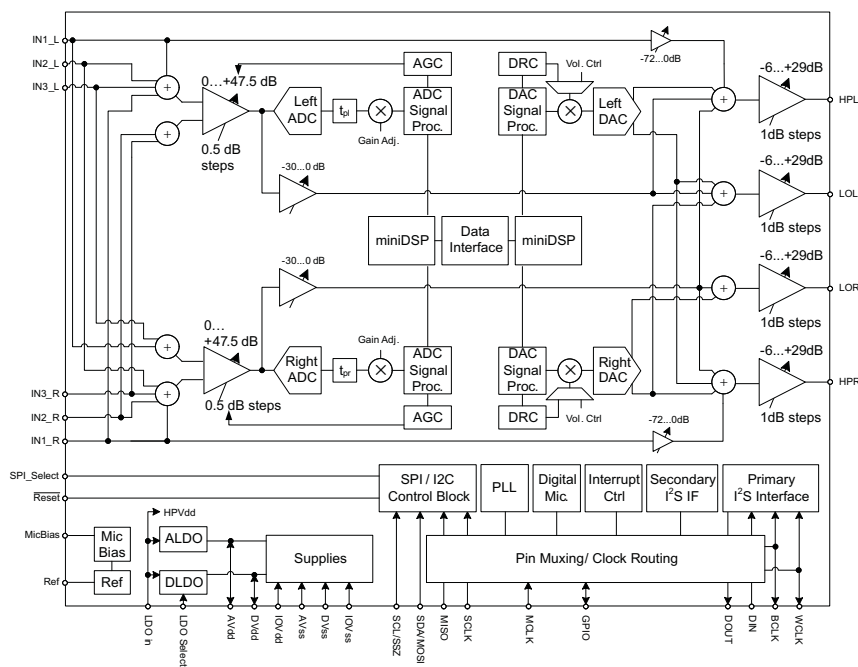 IN1_L
IN2_L
IN3_L
0…+47.5 dB
0.5 dB
steps
Left
ADC
tpl
Gain Adj.
AGC
ADC
Signal
Proc.
DRC
Vol. Ctrl
DAC
Signal
Proc.
Left
DAC
-72...0dB
-6...+29dB
HPL
1dB steps
-30...0 dB
-6...+29dB
LOL
1dB steps
miniDSP
Data
Interface
miniDSP
-30...0 dB
-6...+29dB
LOR
1dB steps
0…
+47.5 dB
0.5 dB steps
Right
ADC
tpr
Gain Adj.
ADC
Signal
Proc.
AGC
DAC
Signal
Proc.
DRC
Vol. Ctrl
Right
DAC
-72...0dB
-6...+29dB
HPR
1dB steps
IN3_R
IN2_R
IN1_R
SPI_Select
Reset
SPI / I2C
Control Block
PLL
Digital
Mic.
Interrupt
Ctrl
Secondary
I²S IF
Primary
I²S Interface
HPVdd
MicBias
Mic
Bias
Ref
Ref
ALDO
DLDO
Supplies
Pin Muxing/ Clock Routing
LDO in
LDO Select
AVdd
DVdd
IOVdd
AVss
DVss
IOVss
SCL/SSZ
SDA/MOSI
MISO
SCLK
MCLK
GPIO
DOUT
DIN
BCLK
WCLK